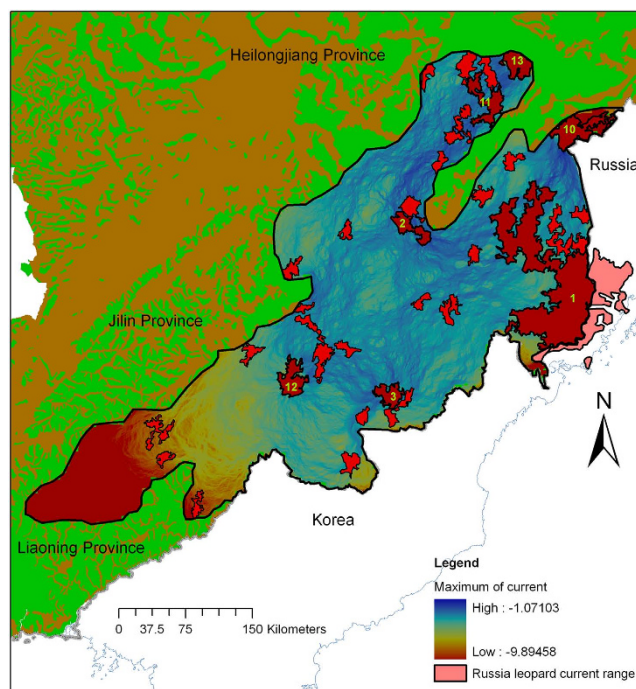 Heilongjiang Province
13
11
10
Russia
2
1
Jilin Province
12
3
N
Korea
Liaoning Province
Legend
Maximum of current
High : -1.07103
Low : -9.89458
Russia leopard current range
0 37.5 75 150 Kilometers